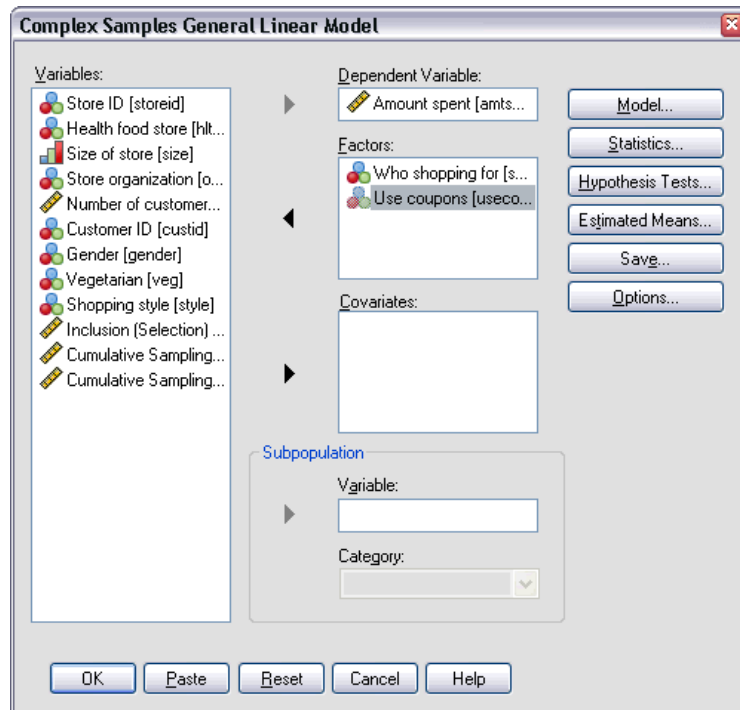 Complex Samples General Linear Model
Variables:
Store ID [storeid]
Health food store [hlt...
Size of store [size]
Store organization [o...
Number of customer...
Customer ID [custid]
Gender [gender]
Vegetarian [veg]
Shopping style [style]
Inclusion (Selection) ...
Cumulative Sampling...
Cumulative Sampling...
Dependent Variable:
Amount spent [amts...
Factors:
Who shopping for [s...
Use coupons [useco...
Covariates:
Subpopulation
Variable:
Category:
Model...
Statistics...
Hypothesis Tests...
Estimated Means...
Save...
Options...
OK
Paste
Reset
Cancel
Help